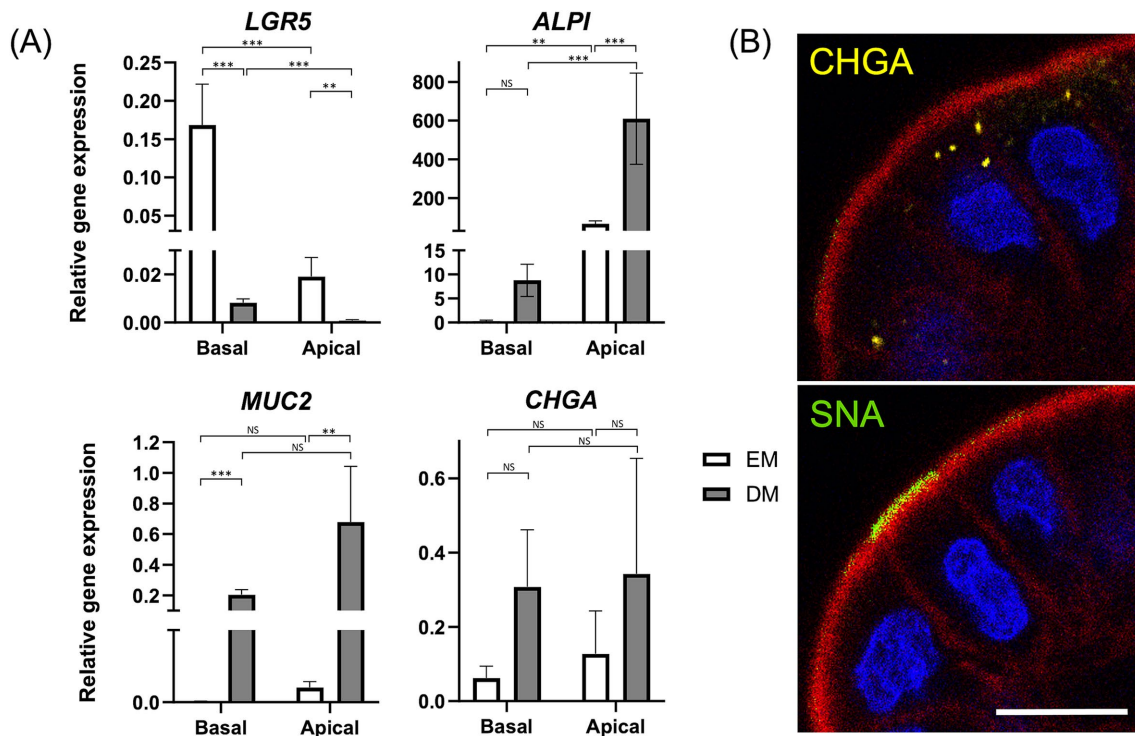 (A)
LGR5
***
*** ***
**
Relative gene expression
0.25
0.20
0.15
0.10
0.05
0.02
0.00
Basal Apical
ALPI
** ***
***
NS
800
600
400
200
15
10
5
0
Basal Apical
MUC2
NS **
NS
***
Relative gene expression
1.2
1.0
0.8
0.6
0.4
0.2
0.0
Basal Apical
CHGA
NS NS
NS
NS
0.6
0.4
0.2
0.0
Basal Apical
EM
DM
(B)
CHGA
SNA